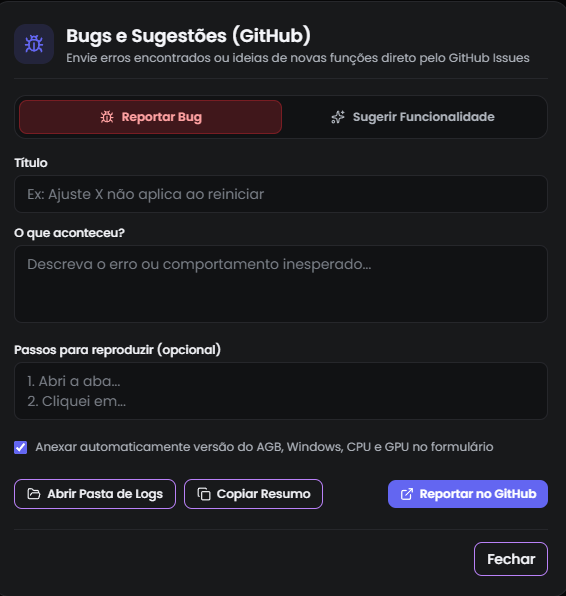 Bugs e Sugestões (GitHub)
Envie erros encontrados ou ideias de novas funções direto pelo GitHub Issues
Reportar Bug
Sugerir Funcionalidade
Título
Ex: Ajuste X não aplica ao reiniciar
O que aconteceu?
Descreva o erro ou comportamento inesperado...
Passos para reproduzir (opcional)
1. Abri a aba...
2. Cliquei em...
Anexar automaticamente versão do AGB, Windows, CPU e GPU no formulário
Abrir Pasta de Logs
Copiar Resumo
Reportar no GitHub
Fechar